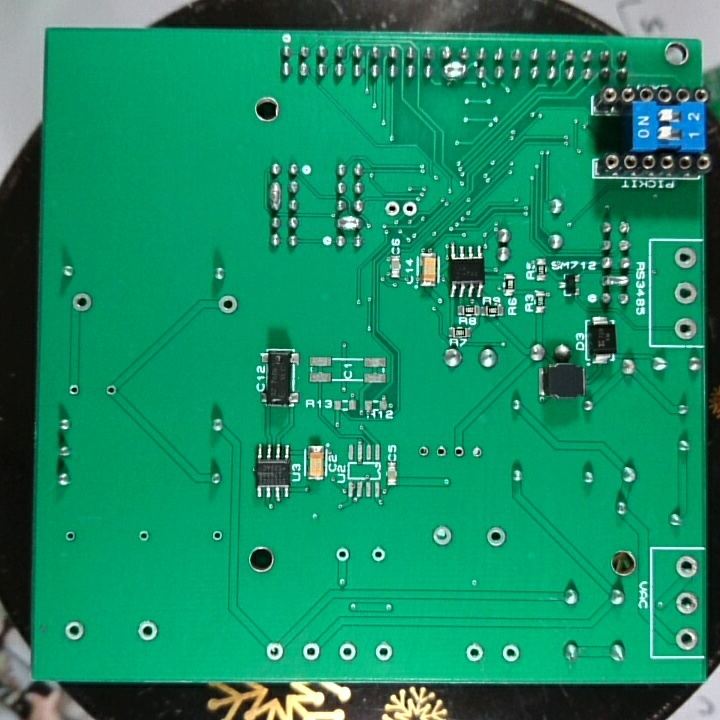 ON
1 2
PICKIT
C6
C14
R5
SM712
R6
R3
R9
R8
R7
RS3485
D3
C12
C1
R13
R12
U3
C2
U2
C5
VAC